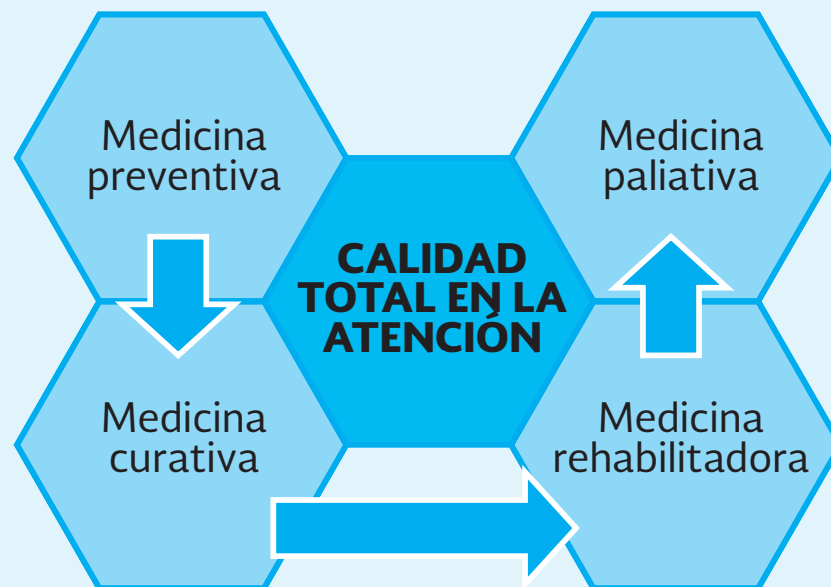 Medicina
preventiva
Medicina
paliativa
CALIDAD
TOTAL EN LA
ATENCIÓN
Medicina
curativa
Medicina
rehabilitadora